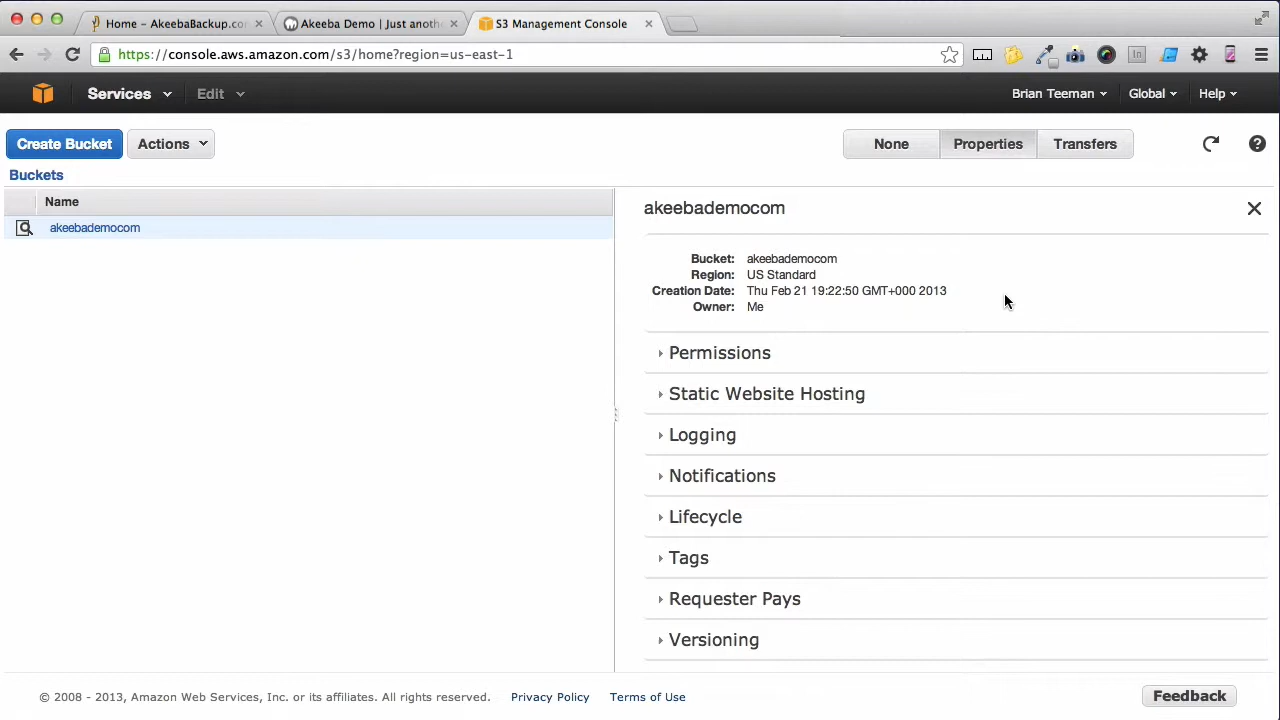 Home – AkeebaBackup.co
Akeeba Demo | Just anoth
S3 Management Console
https://console.aws.amazon.com/s3/home?region=us-east-1
Services
Edit
Brian Teeman
Global
Help
Create Bucket
Actions
None
Properties
Transfers
Buckets
Name
akeebademocom
akeebademocom
Bucket: akeebademocom
Region: US Standard
Creation Date: Thu Feb 21 19:22:50 GMT+000 2013
Owner: Me
Permissions
Static Website Hosting
Logging
Notifications
Lifecycle
Tags
Requester Pays
Versioning
© 2008 - 2013, Amazon Web Services, Inc. or its affiliates. All rights reserved.
Privacy Policy
Terms of Use
Feedback